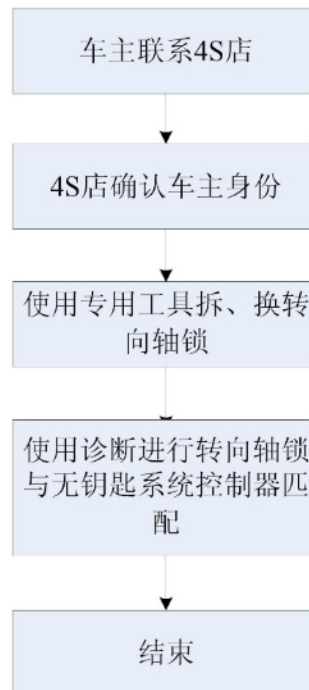 车主联系4S店
4S店确认车主身份
使用专用工具拆、换转
向轴锁
使用诊断进行转向轴锁
与无钥匙系统控制器匹
配
结束